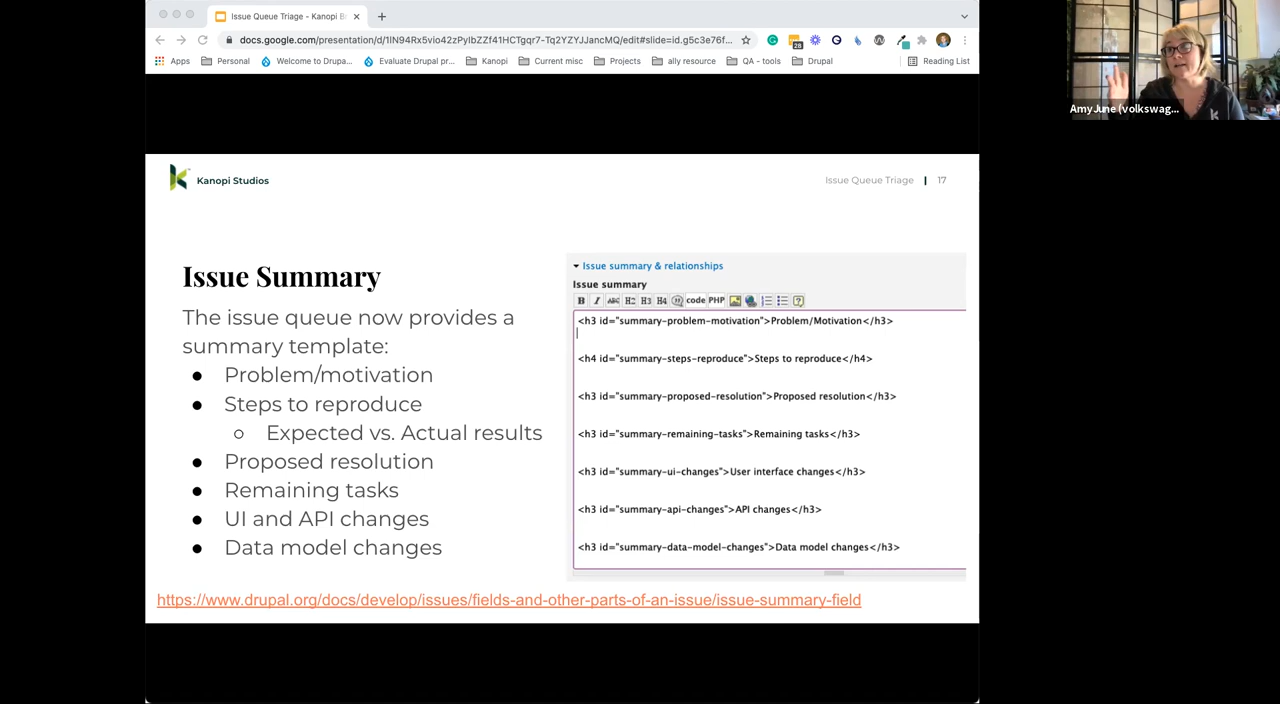 Issue Queue Triage - Kanopi B
docs.google.com/presentation/d/1IN94Rx5vio42zPyIbZZf41HCTgqr7-Tq2YZYJJancMQ/edit#slide=id.g5c3e76f...
28
Apps Personal Welcome to Drupa... Evaluate Drupal pr... Kanopi Current misc Projects ally resource QA - tools Drupal Reading List
AmyJune (volkswag...
Kanopi Studios
Issue Queue Triage | 17
Issue Summary
The issue queue now provides a
summary template:
● Problem/motivation
● Steps to reproduce
○ Expected vs. Actual results
● Proposed resolution
● Remaining tasks
● UI and API changes
● Data model changes
Issue summary & relationships
Issue summary
B I ABC H2 H3 H4 code PHP
<h3 id="summary-problem-motivation">Problem/Motivation</h3>
<h4 id="summary-steps-reproduce">Steps to reproduce</h4>
<h3 id="summary-proposed-resolution">Proposed resolution</h3>
<h3 id="summary-remaining-tasks">Remaining tasks</h3>
<h3 id="summary-ui-changes">User interface changes</h3>
<h3 id="summary-api-changes">API changes</h3>
<h3 id="summary-data-model-changes">Data model changes</h3>
https://www.drupal.org/docs/develop/issues/fields-and-other-parts-of-an-issue/issue-summary-field